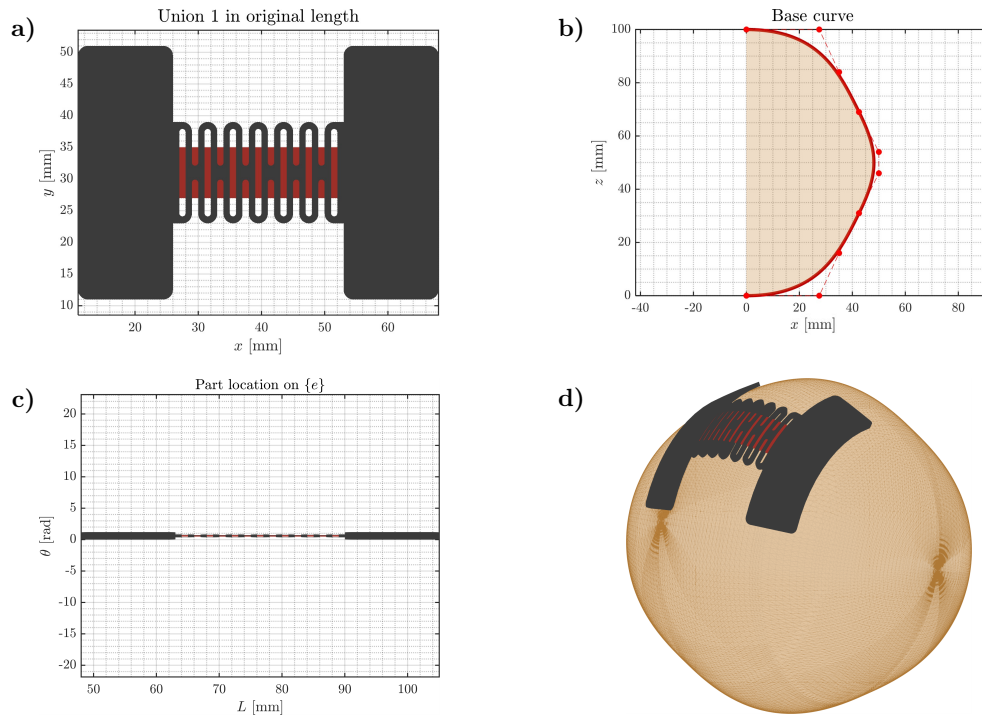 Union 1 in original length
a)
50
45
40
35
30
25
20
15
10
y [mm]
20 30 40 50 60
x [mm]
Base curve
b)
100
80
60
40
20
0
z [mm]
-40 -20 0 20 40 60 80
x [mm]
Part location on {e}
c)
20
15
10
5
0
-5
-10
-15
-20
θ [rad]
50 60 70 80 90 100
L [mm]
d)